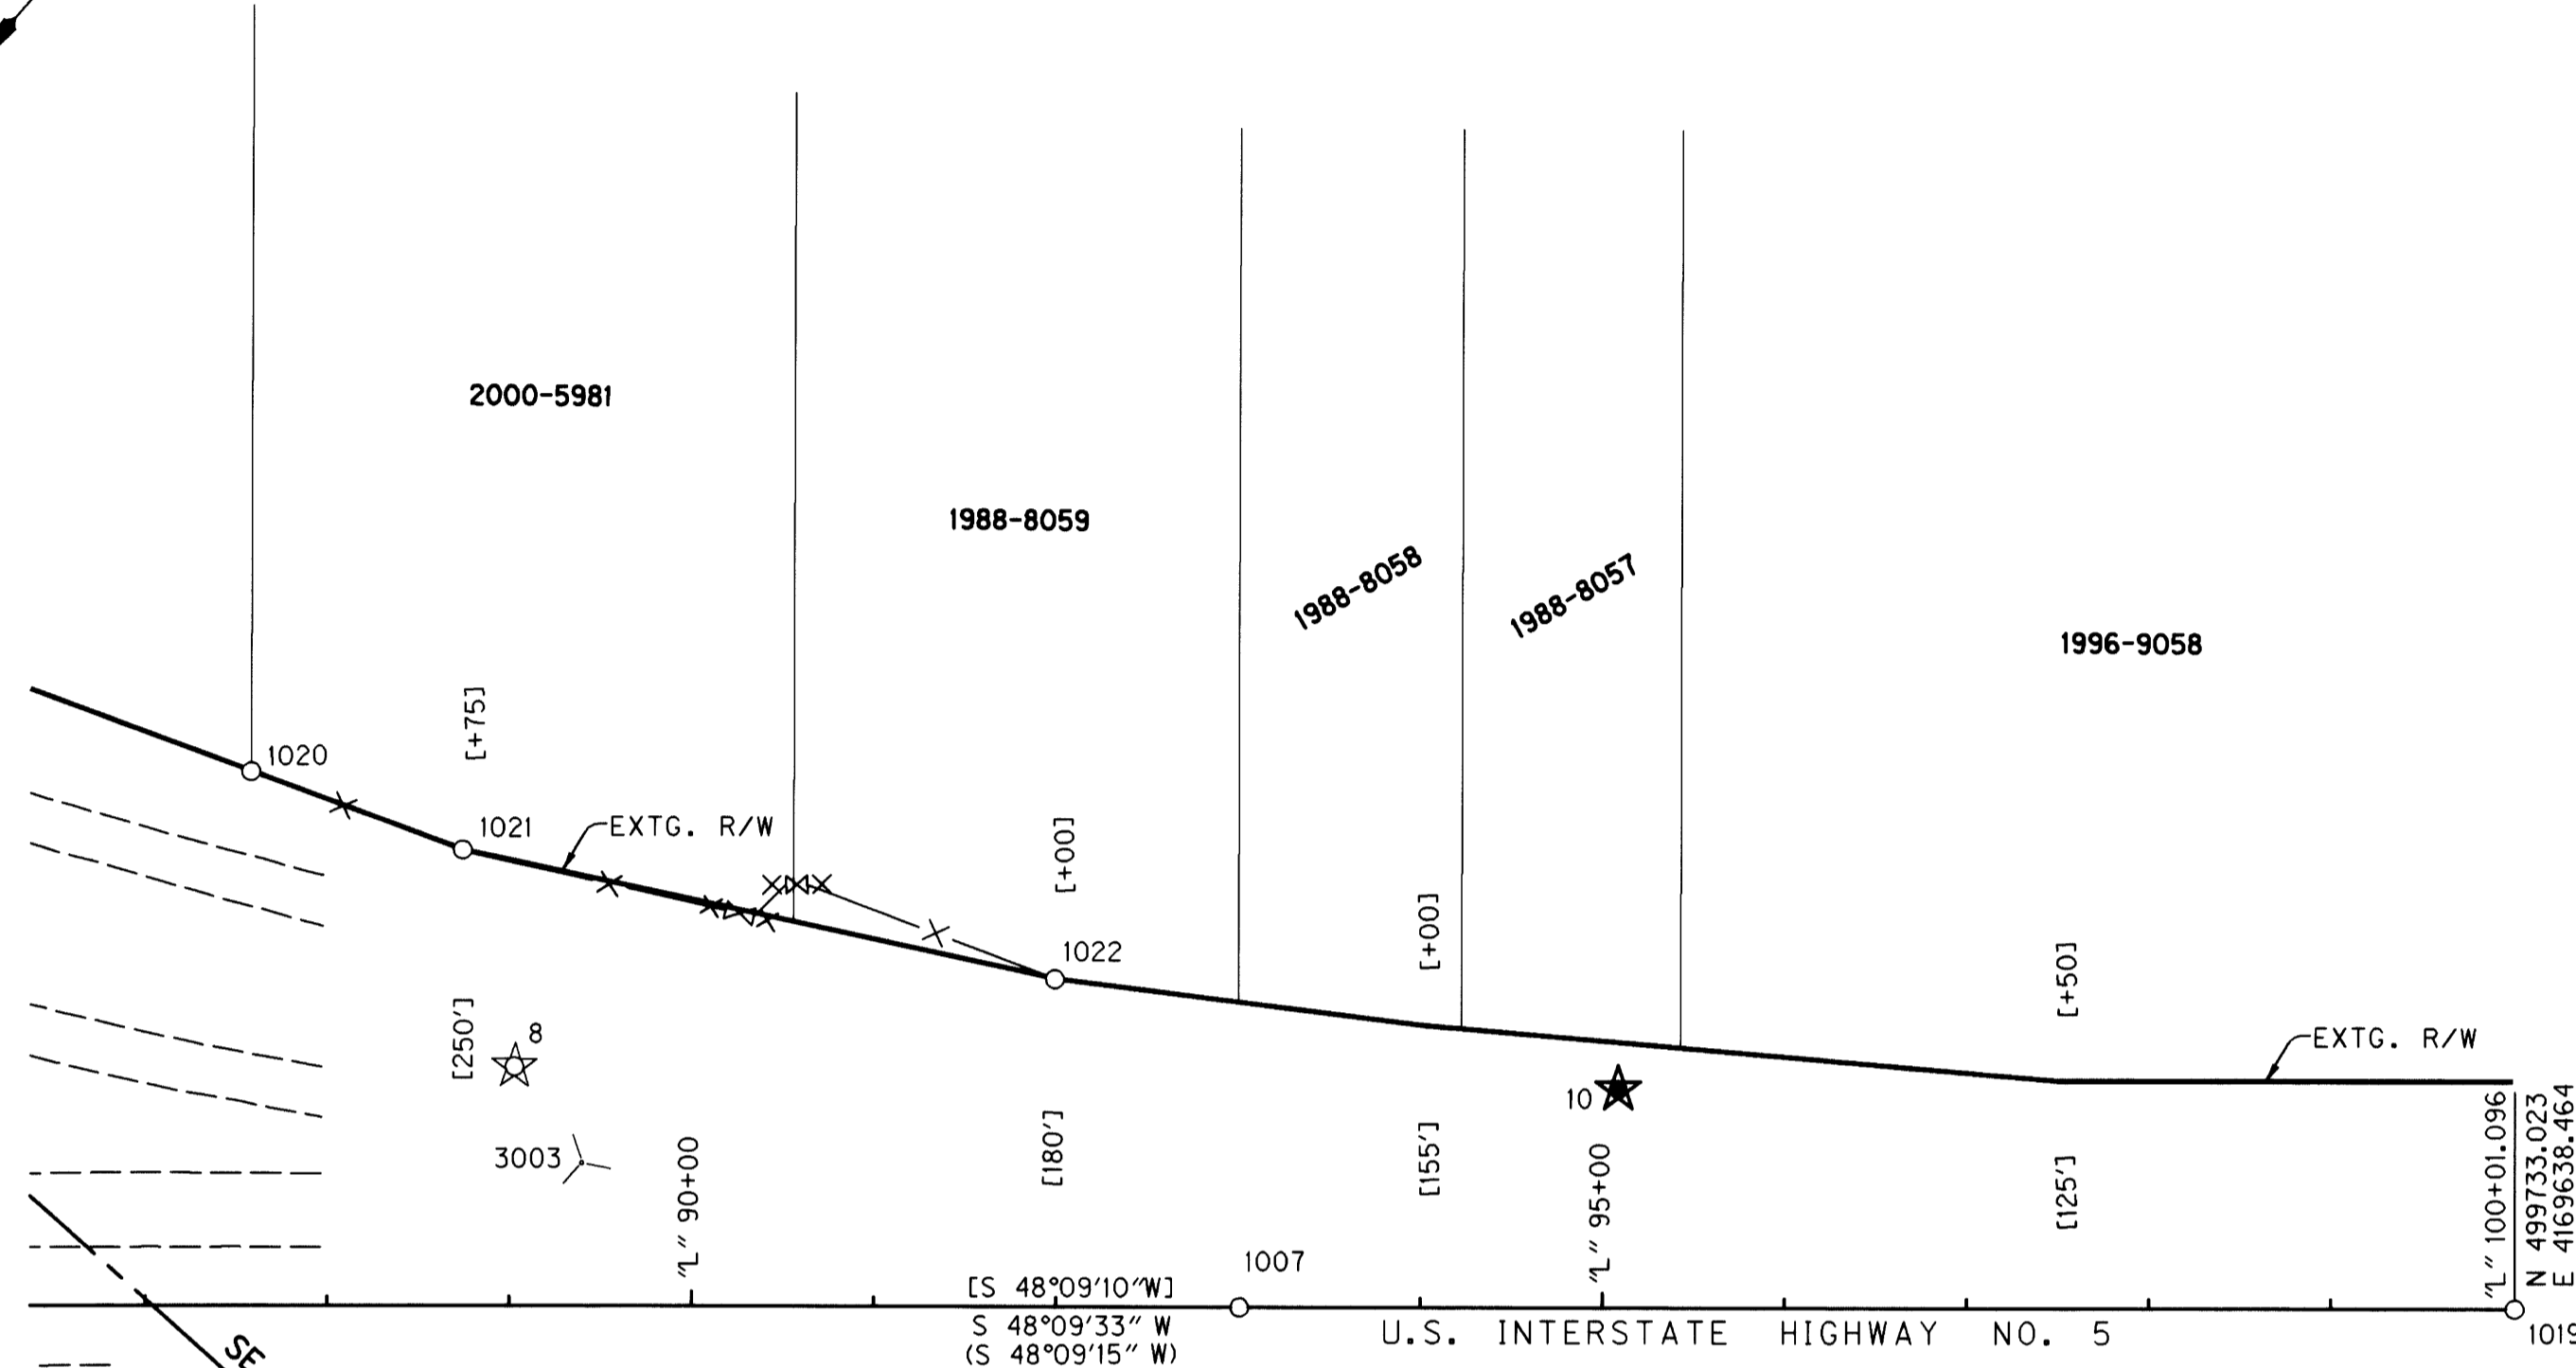 2000-5981
1988-8059
1988-8058
1988-8057
1996-9058
[+75]
1020
1021
EXTG. R/W
[+00]
[+00]
1022
[+50]
[250']
8
EXTG. R/W
10
3003
"L" 90+00
[180']
[155']
"L" 95+00
[125']
"L" 100+01.096
N 499733.023
E 4169638.464
1007
[S 48°09'10"W]
S 48°09'33" W
(S 48°09'15" W)
U.S. INTERSTATE HIGHWAY NO. 5
1019
SE